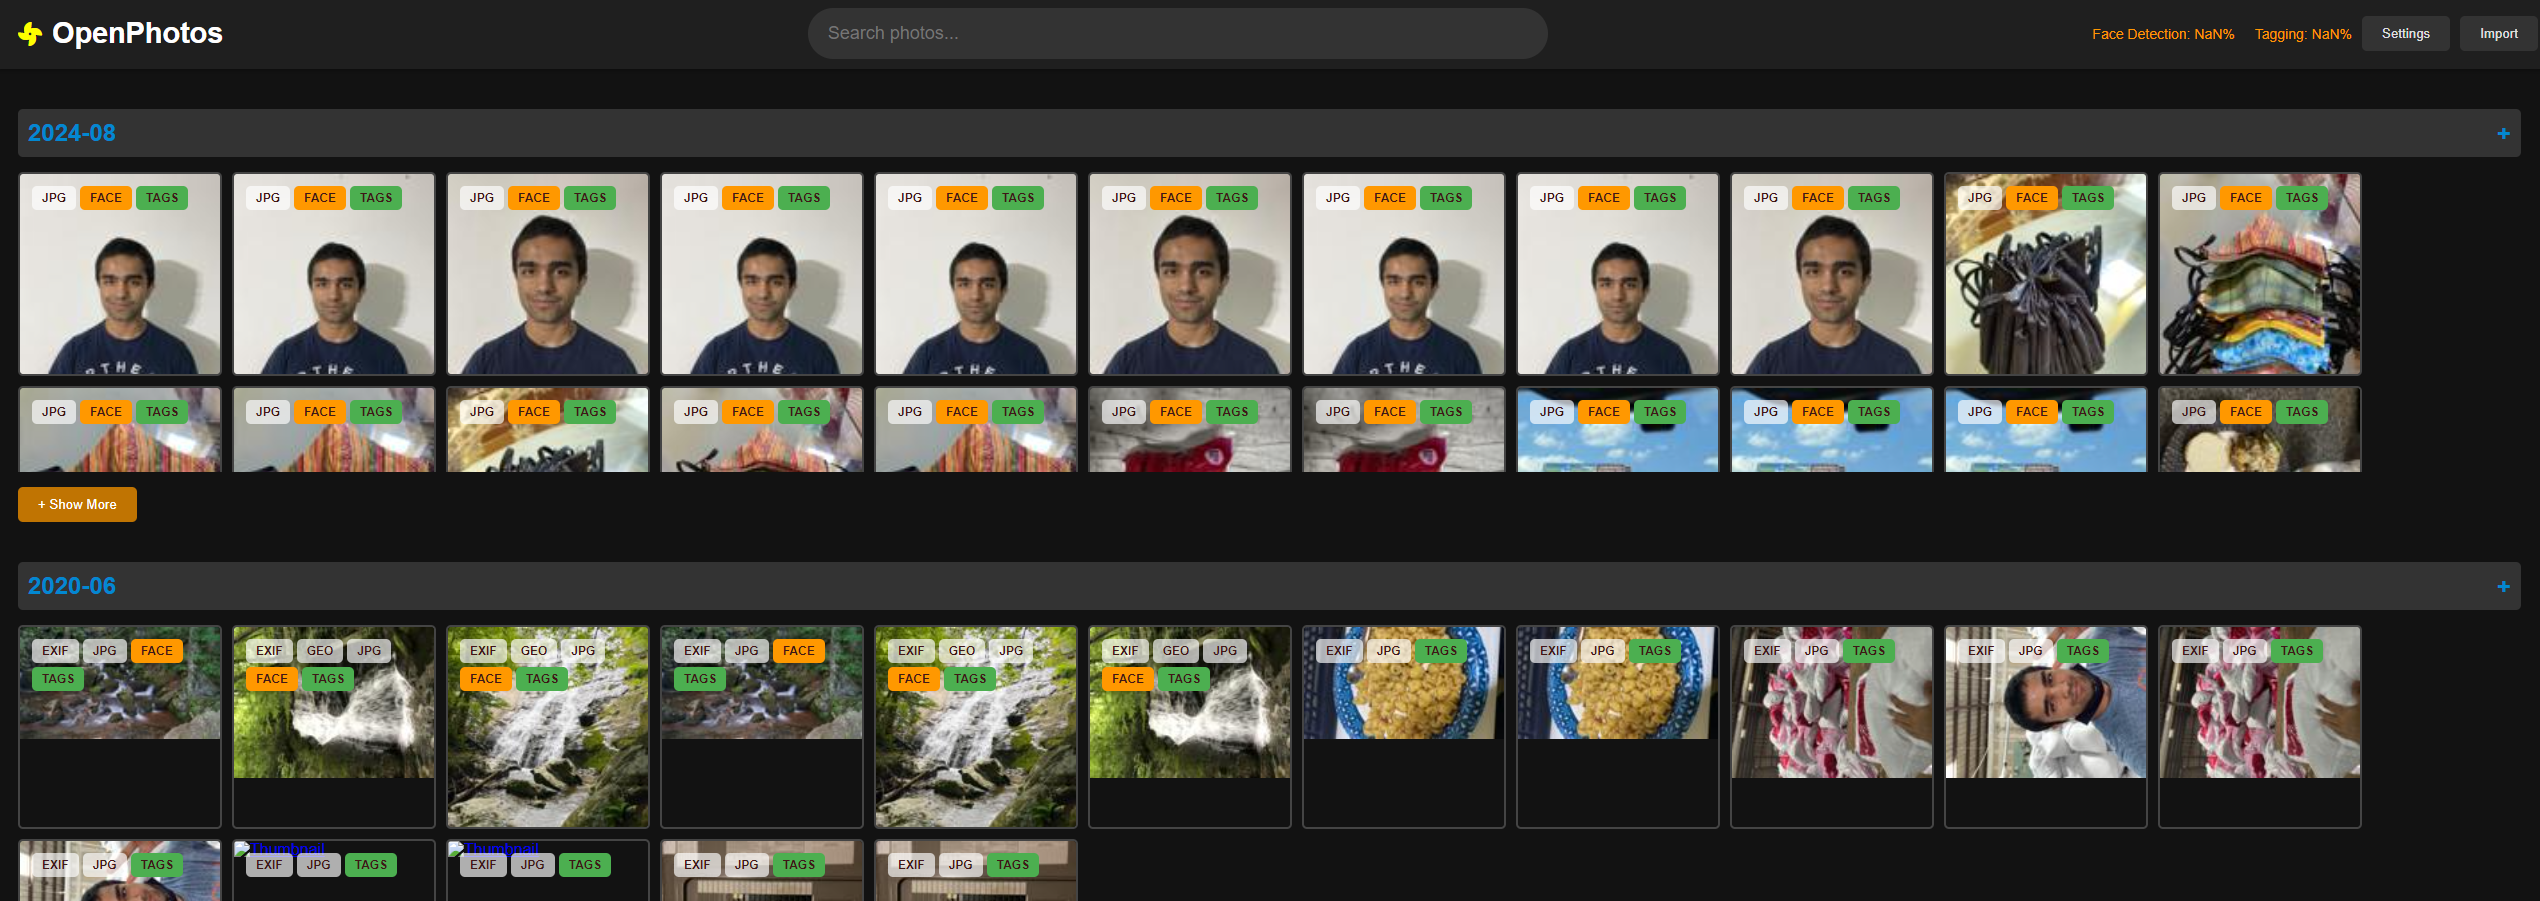 OpenPhotos
Search photos...
Face Detection: NaN%
Tagging: NaN%
Settings
Import
2024-08
+
JPG FACE TAGS
JPG FACE TAGS
JPG FACE TAGS
JPG FACE TAGS
JPG FACE TAGS
JPG FACE TAGS
JPG FACE TAGS
JPG FACE TAGS
JPG FACE TAGS
JPG FACE TAGS
JPG FACE TAGS
THE
THE
THE
THE
THE
THE
JPG FACE TAGS
JPG FACE TAGS
JPG FACE TAGS
JPG FACE TAGS
JPG FACE TAGS
JPG FACE TAGS
JPG FACE TAGS
JPG FACE TAGS
JPG FACE TAGS
JPG FACE TAGS
JPG FACE TAGS
+ Show More
2020-06
+
EXIF JPG FACE
TAGS
EXIF GEO JPG
FACE TAGS
EXIF GEO JPG
FACE TAGS
EXIF JPG FACE
TAGS
EXIF GEO JPG
FACE TAGS
EXIF GEO JPG
FACE TAGS
EXIF JPG TAGS
EXIF JPG TAGS
EXIF JPG TAGS
EXIF JPG TAGS
EXIF JPG TAGS
EXIF JPG TAGS
Thumbnail
EXIF JPG TAGS
Thumbnail
EXIF JPG TAGS
EXIF JPG TAGS
EXIF JPG TAGS